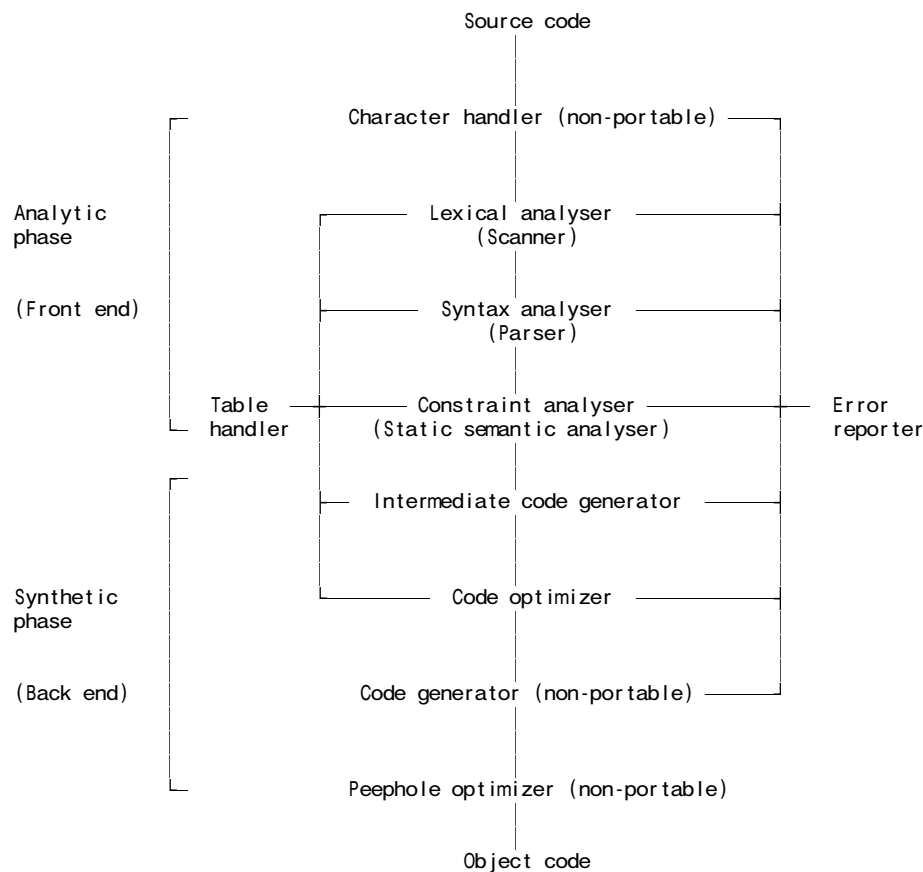 Source code
Character handler (non-portable)
Analytic
phase
Lexical analyser
(Scanner)
(Front end)
Syntax analyser
(Parser)
Table
handler
Constraint analyser
(Static semantic analyser)
Error
reporter
Intermediate code generator
Synthetic
phase
Code optimizer
(Back end)
Code generator (non-portable)
Peephole optimizer (non-portable)
Object code